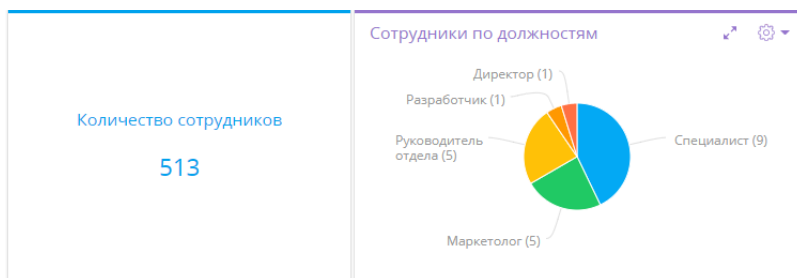 Количество сотрудников
513
Сотрудники по должностям
Директор (1)
Разработчик (1)
Руководитель
отдела (5)
Специалист (9)
Маркетолог (5)